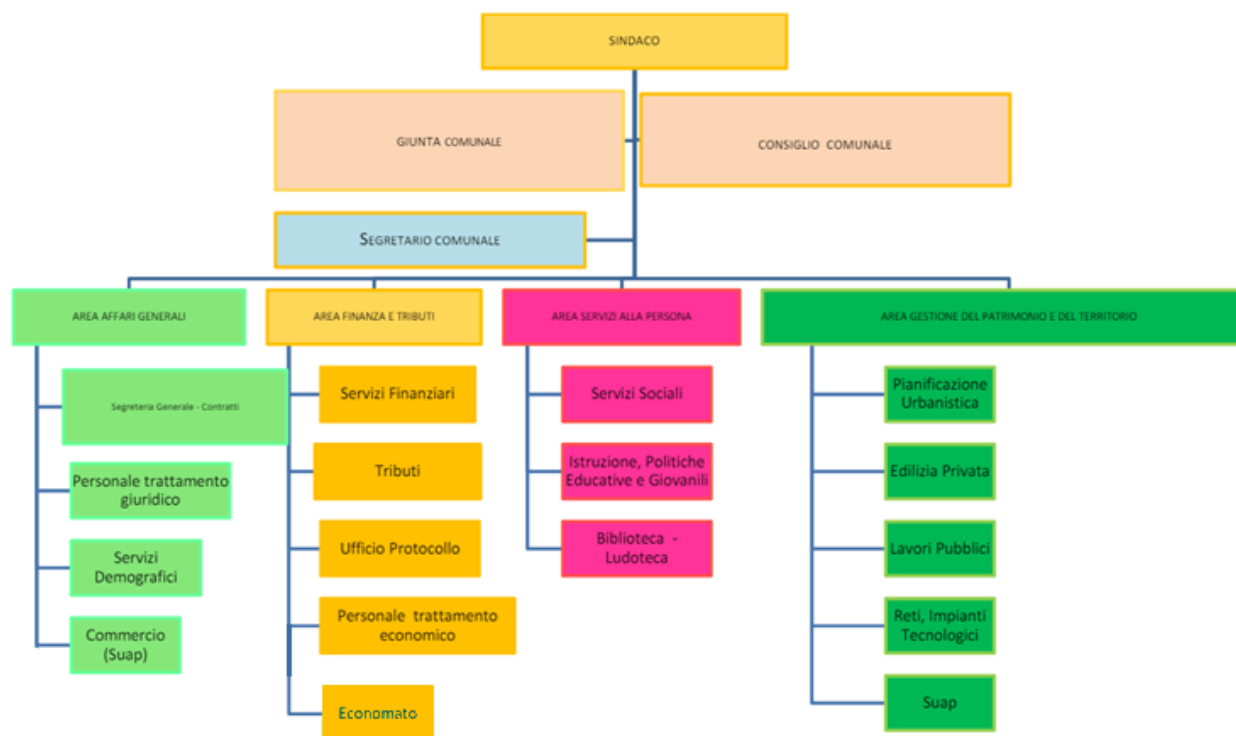 SINDACO
GIUNTA COMUNALE
CONSIGLIO COMUNALE
SEGRETARIO COMUNALE
AREA AFFARI GENERALI
AREA FINANZA E TRIBUTI
AREA SERVIZI ALLA PERSONA
AREA GESTIONE DEL PATRIMONIO E DEL TERRITORIO
Segreteria Generale - Contratti
Personale trattamento
giuridico
Servizi
Demografici
Commercio
(Suap)
Servizi Finanziari
Tributi
Ufficio Protocollo
Personale trattamento
economico
Economato
Servizi Sociali
Istruzione, Politiche
Educative e Giovanili
Biblioteca -
Ludoteca
Pianificazione
Urbanistica
Edilizia Privata
Lavori Pubblici
Reti, Impianti
Tecnologici
Suap